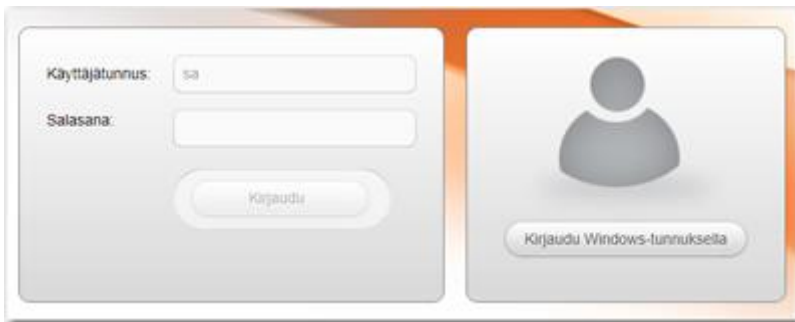 Käyttäjätunnus:
sa
Salasana:
Kirjaudu
Kirjaudu Windows-tunnuksella